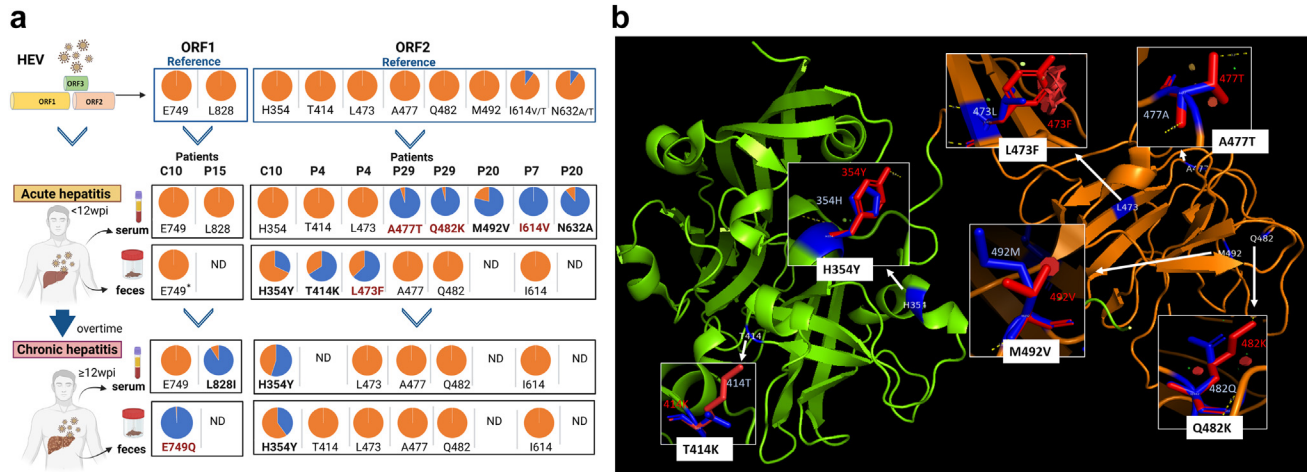 a
ORF1
ORF2
HEV
Reference
Reference
ORF3
ORF1
ORF2
E749 L828
H354 T414 L473 A477 Q482 M492 I614V/T N632A/T
Patients
Patients
C10 P15
C10 P4 P4 P29 P29 P20 P7 P20
Acute hepatitis
<12wpi
serum
E749 L828
H354 T414 L473 A477T Q482K M492V I614V N632A
ND
ND
ND
feces
E749*
H354Y T414K L473F A477 Q482 I614
overtime
Chronic hepatitis
≥12wpi
serum
E749 L828I
H354Y ND L473 A477 Q482 ND I614 ND
feces
E749Q ND
H354Y T414 L473 A477 Q482 ND I614 ND
b
473L
473F
L473F
477T
477A
A477T
354Y
354H
H354Y
A477
L473
Q482
M492
492M
492V
M492V
H354
T414
414T
414K
T414K
482K
482Q
Q482K